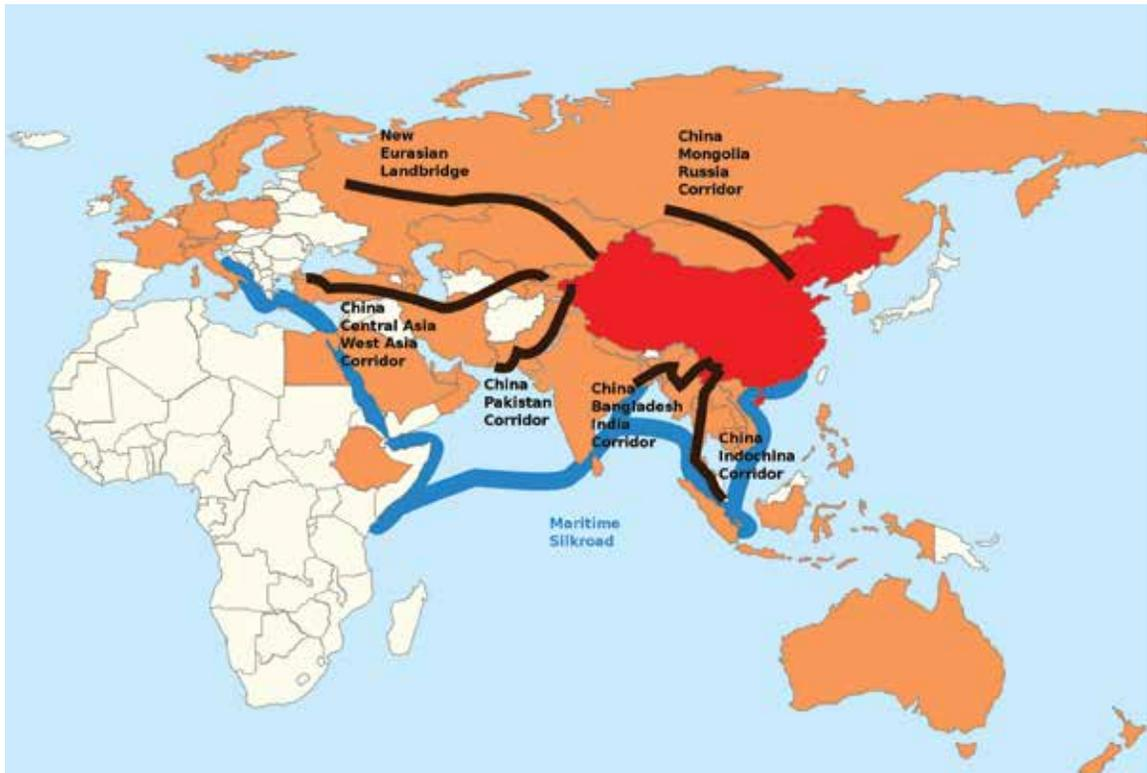 New
Eurasian
Landbridge
China
Mongolia
Russia
Corridor
China
Central Asia
West Asia
Corridor
China
Pakistan
Corridor
China
Bangladesh
India
Corridor
China
Indochina
Corridor
Maritime
Silkroad